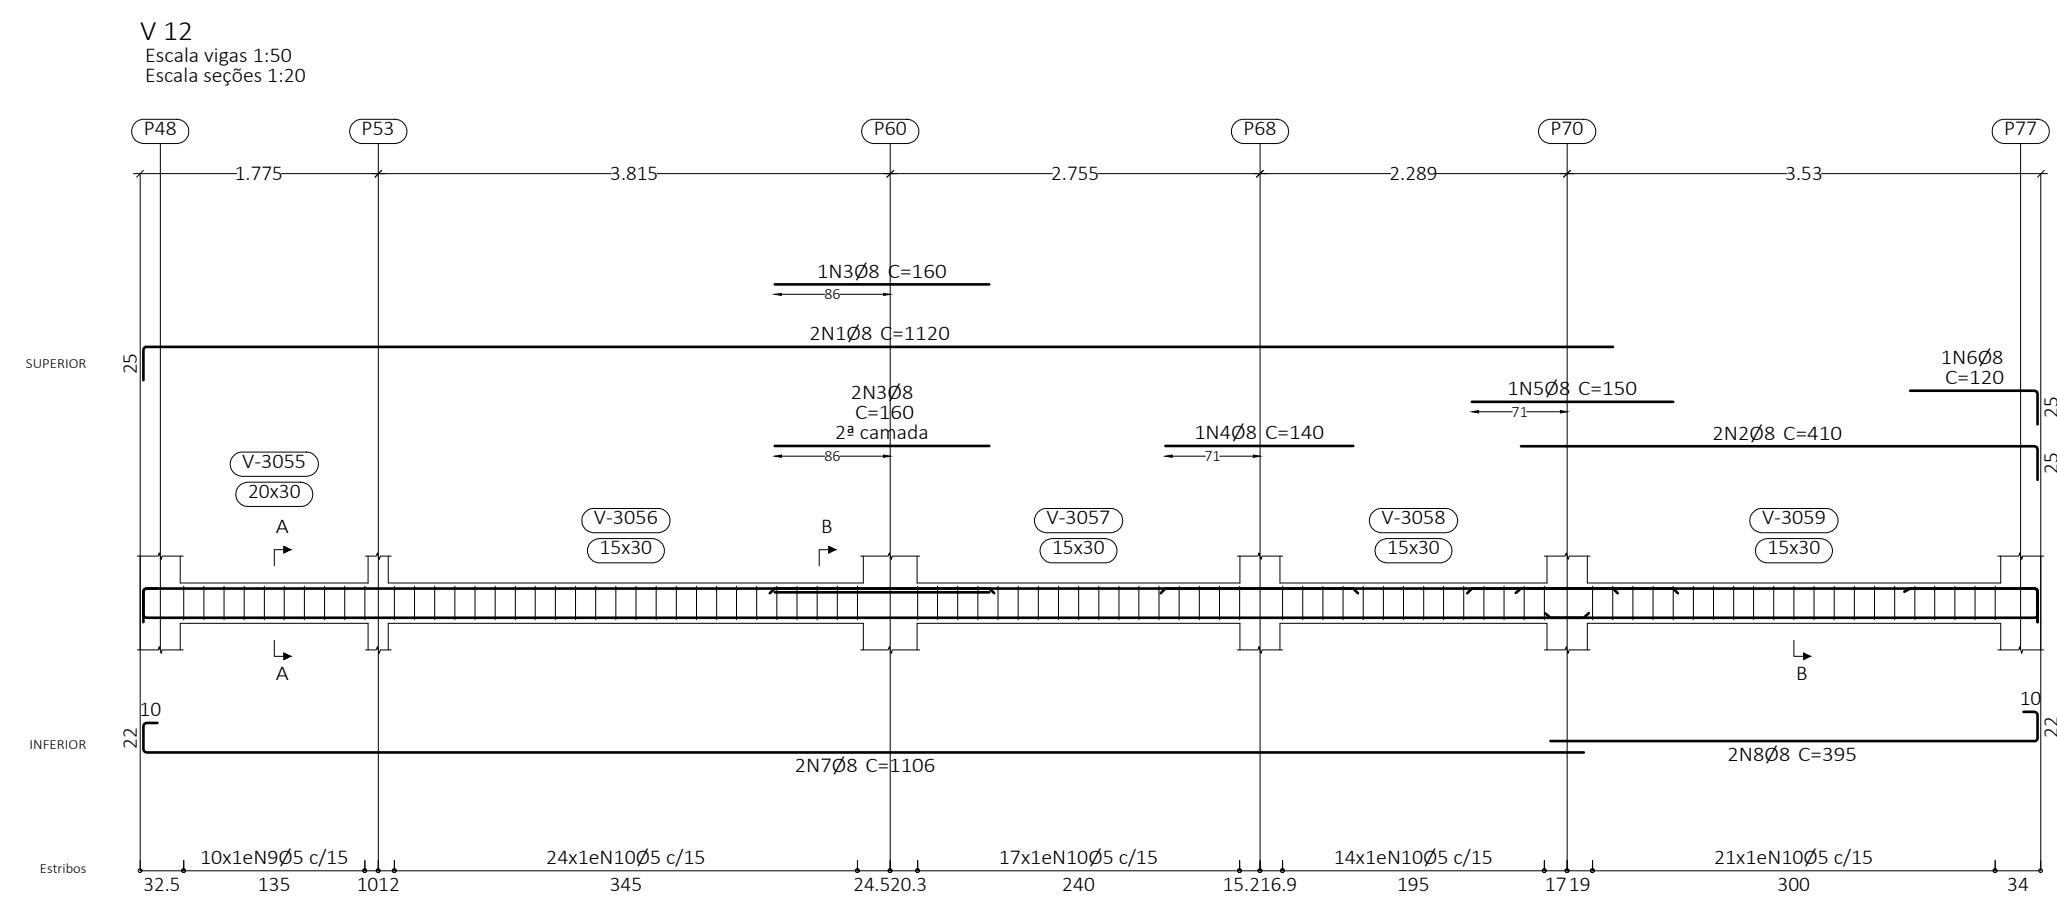 V 12
Escala vigas 1:50
Escala seções 1:20
P48 P53 P60 P68 P70 P77
1.775 3.815 2.755 2.289 3.53
1N3Ø8 C=160
86
2N1Ø8 C=1120
SUPERIOR
25
1N6Ø8
C=120
25
2N3Ø8
C=160
2ª camada
86
1N5Ø8 C=150
71
1N4Ø8 C=140
71
2N2Ø8 C=410
25
V-3055
20x30
V-3056
15x30
V-3057
15x30
V-3058
15x30
V-3059
15x30
A
B
A
B
10
22
10
22
INFERIOR
2N7Ø8 C=1106
2N8Ø8 C=395
Estribos
10x1eN9Ø5 c/15 24x1eN10Ø5 c/15 17x1eN10Ø5 c/15 14x1eN10Ø5 c/15 21x1eN10Ø5 c/15
32.5 135 1012 345 24.520.3 240 15.216.9 195 1719 300 34